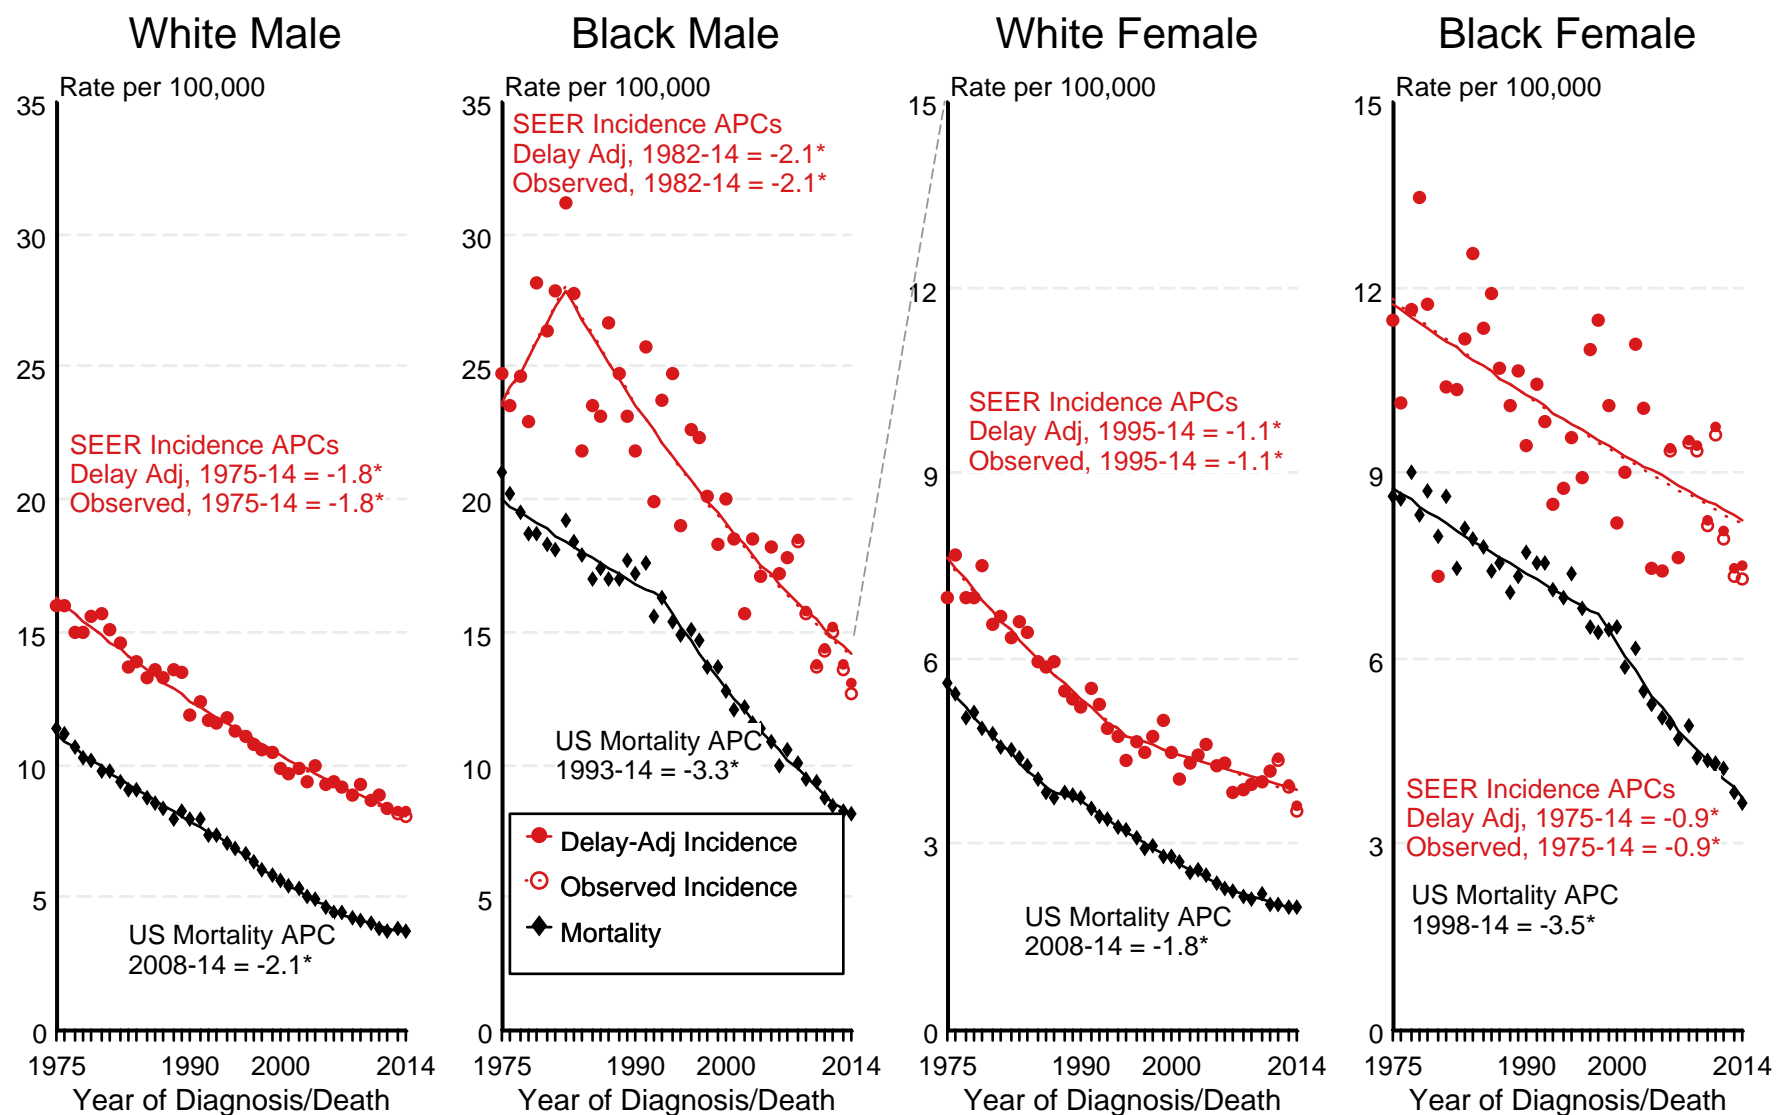 White Male
Rate per 100,000
35
30
25
20
15
10
5
0
SEER Incidence APCs
Delay Adj, 1975-14 = -1.8*
Observed, 1975-14 = -1.8*
US Mortality APC
2008-14 = -2.1*
1975 1990 2000 2014
Year of Diagnosis/Death
Black Male
Rate per 100,000
35
30
25
20
15
10
5
0
SEER Incidence APCs
Delay Adj, 1982-14 = -2.1*
Observed, 1982-14 = -2.1*
US Mortality APC
1993-14 = -3.3*
Delay-Adj Incidence
Observed Incidence
Mortality
1975 1990 2000 2014
Year of Diagnosis/Death
White Female
Rate per 100,000
15
12
9
6
3
0
SEER Incidence APCs
Delay Adj, 1995-14 = -1.1*
Observed, 1995-14 = -1.1*
US Mortality APC
2008-14 = -1.8*
1975 1990 2000 2014
Year of Diagnosis/Death
Black Female
Rate per 100,000
15
12
9
6
3
0
SEER Incidence APCs
Delay Adj, 1975-14 = -0.9*
Observed, 1975-14 = -0.9*
US Mortality APC
1998-14 = -3.5*
1975 1990 2000 2014
Year of Diagnosis/Death